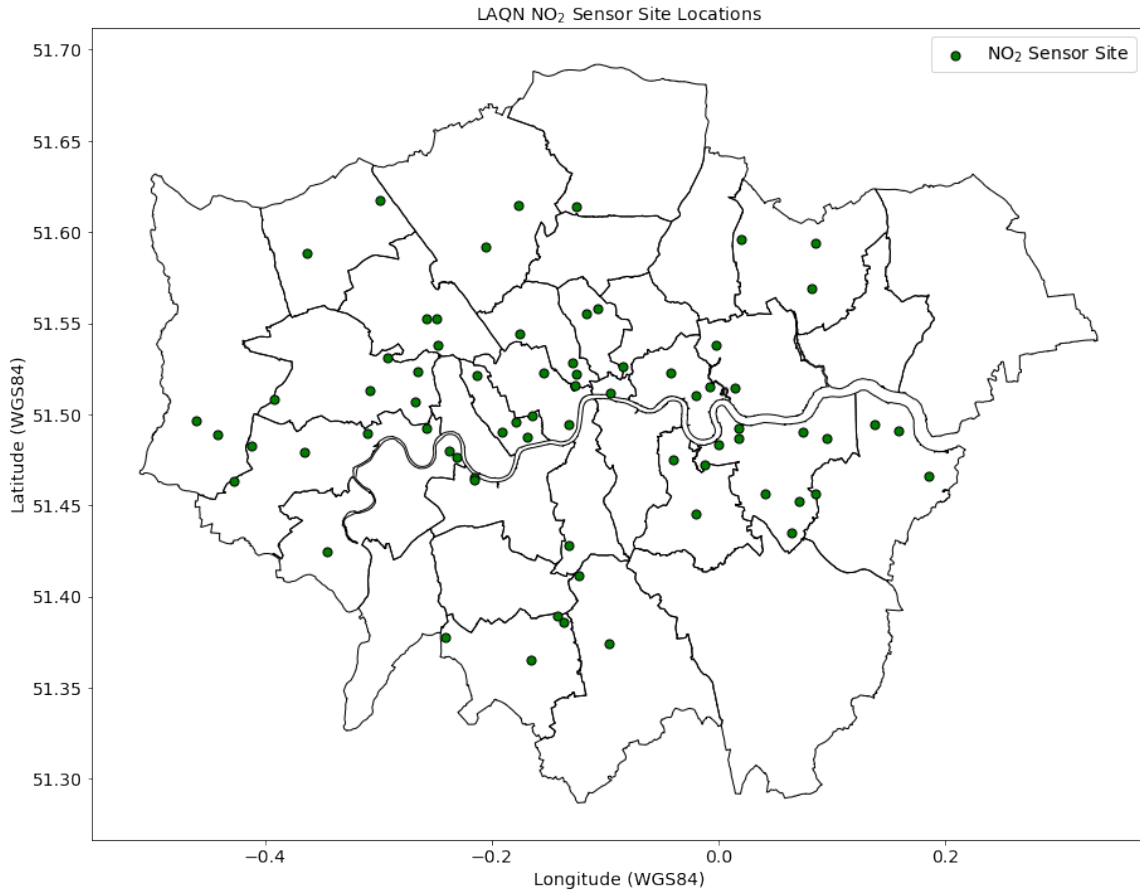 LAQN NO₂ Sensor Site Locations
NO₂ Sensor Site
51.70
51.65
51.60
51.55
51.50
51.45
51.40
51.35
51.30
Latitude (WGS84)
−0.4 −0.2 0.0 0.2
Longitude (WGS84)